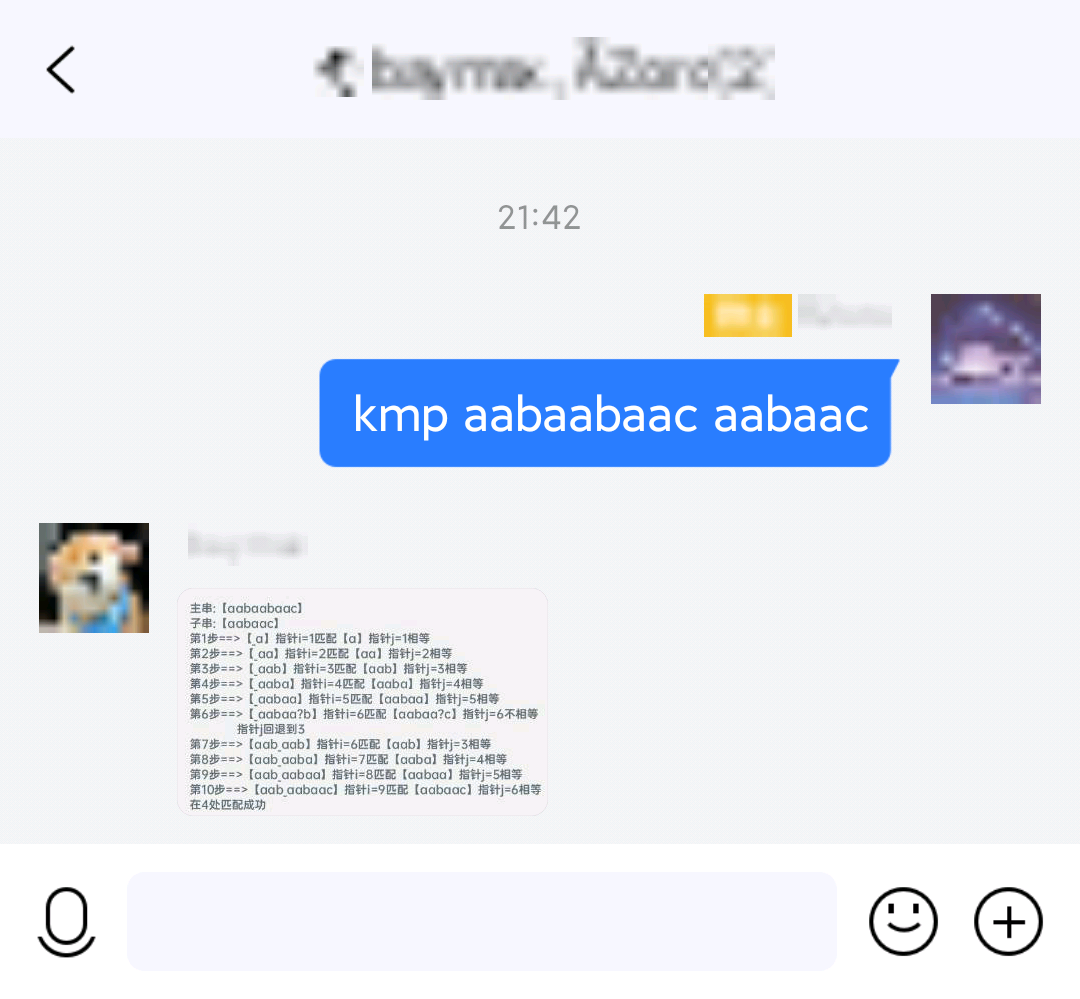 21:42
kmp aabaabaac aabaac
主串:【aabaabaac】
子串:【aabaac】
第1步==>【_a】指针i=1匹配【a】指针j=1相等
第2步==>【_aa】指针i=2匹配【aa】指针j=2相等
第3步==>【_aab】指针i=3匹配【aab】指针j=3相等
第4步==>【_aaba】指针i=4匹配【aaba】指针j=4相等
第5步==>【_aabaa】指针i=5匹配【aabaa】指针j=5相等
第6步==>【_aabaa?b】指针i=6匹配【aabaa?c】指针j=6不相等
指针j回退到3
第7步==>【aab_aab】指针i=6匹配【aab】指针j=3相等
第8步==>【aab_aaba】指针i=7匹配【aaba】指针j=4相等
第9步==>【aab_aabaa】指针i=8匹配【aabaa】指针j=5相等
第10步==>【aab_aabaac】指针i=9匹配【aabaac】指针j=6相等
在4处匹配成功